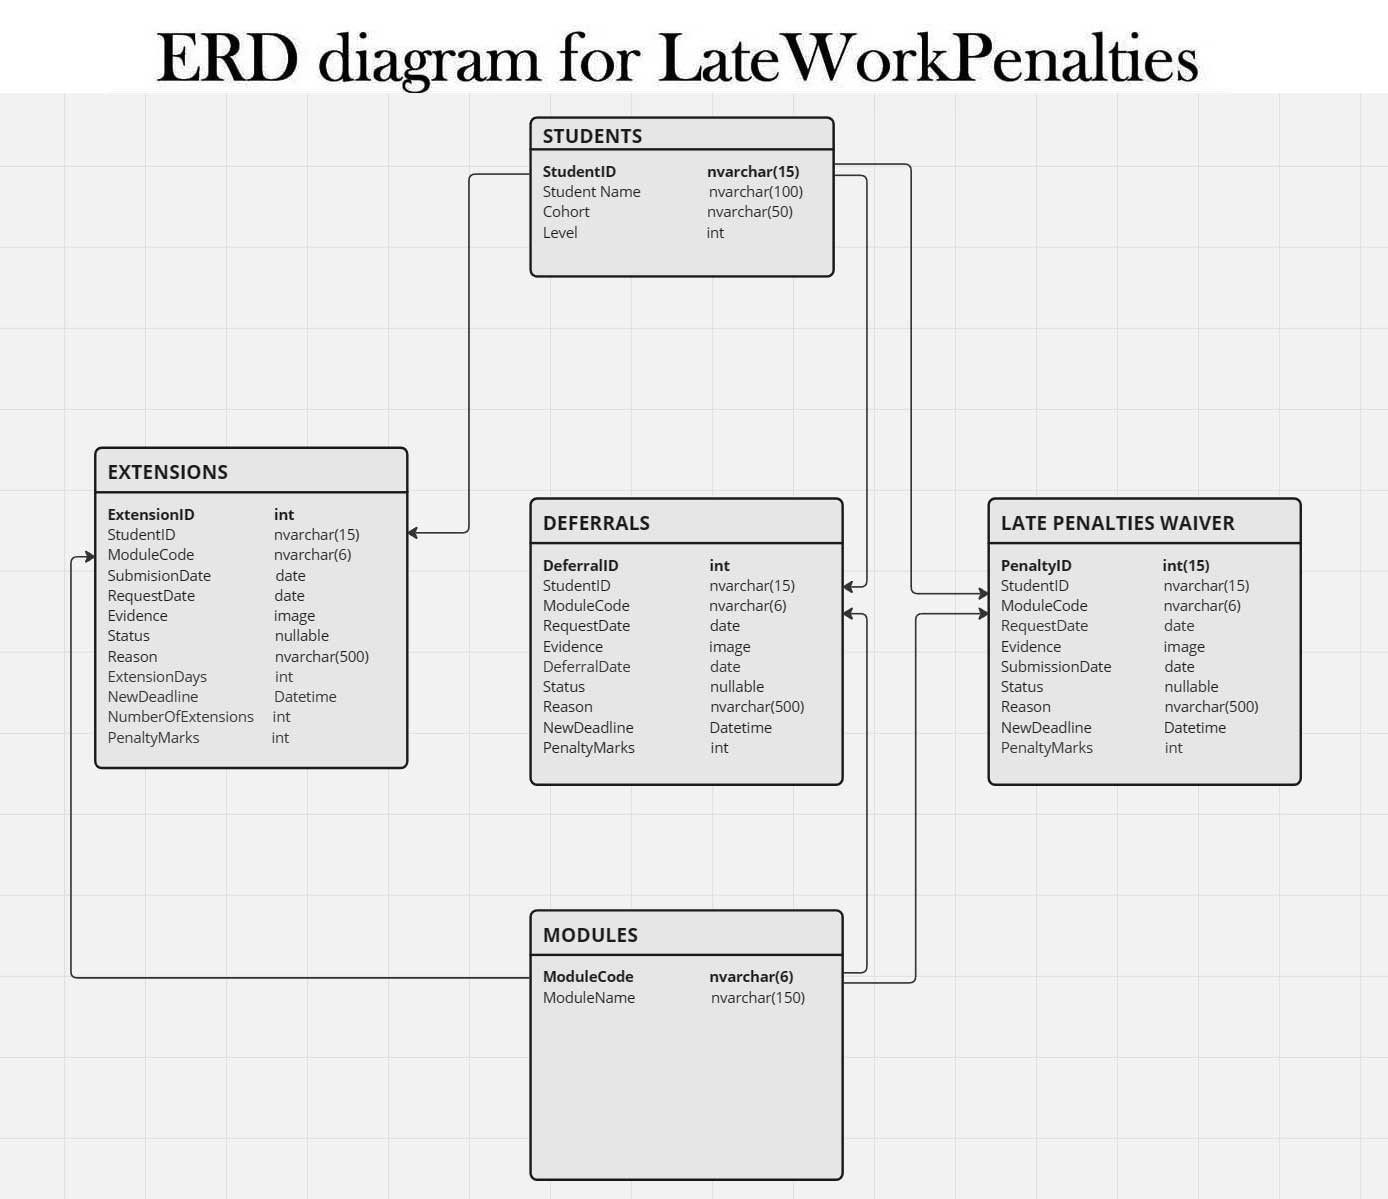 ERD diagram for LateWorkPenalties
STUDENTS
StudentID nvarchar(15)
Student Name nvarchar(100)
Cohort nvarchar(50)
Level int
EXTENSIONS
ExtensionID int
StudentID nvarchar(15)
ModuleCode nvarchar(6)
SubmisionDate date
RequestDate date
Evidence image
Status nullable
Reason nvarchar(500)
ExtensionDays int
NewDeadline Datetime
NumberOfExtensions int
PenaltyMarks int
DEFERRALS
DeferralID int
StudentID nvarchar(15)
ModuleCode nvarchar(6)
RequestDate date
Evidence image
DeferralDate date
Status nullable
Reason nvarchar(500)
NewDeadline Datetime
PenaltyMarks int
LATE PENALTIES WAIVER
PenaltyID int(15)
StudentID nvarchar(15)
ModuleCode nvarchar(6)
RequestDate date
Evidence image
SubmissionDate date
Status nullable
Reason nvarchar(500)
NewDeadline Datetime
PenaltyMarks int
MODULES
ModuleCode nvarchar(6)
ModuleName nvarchar(150)